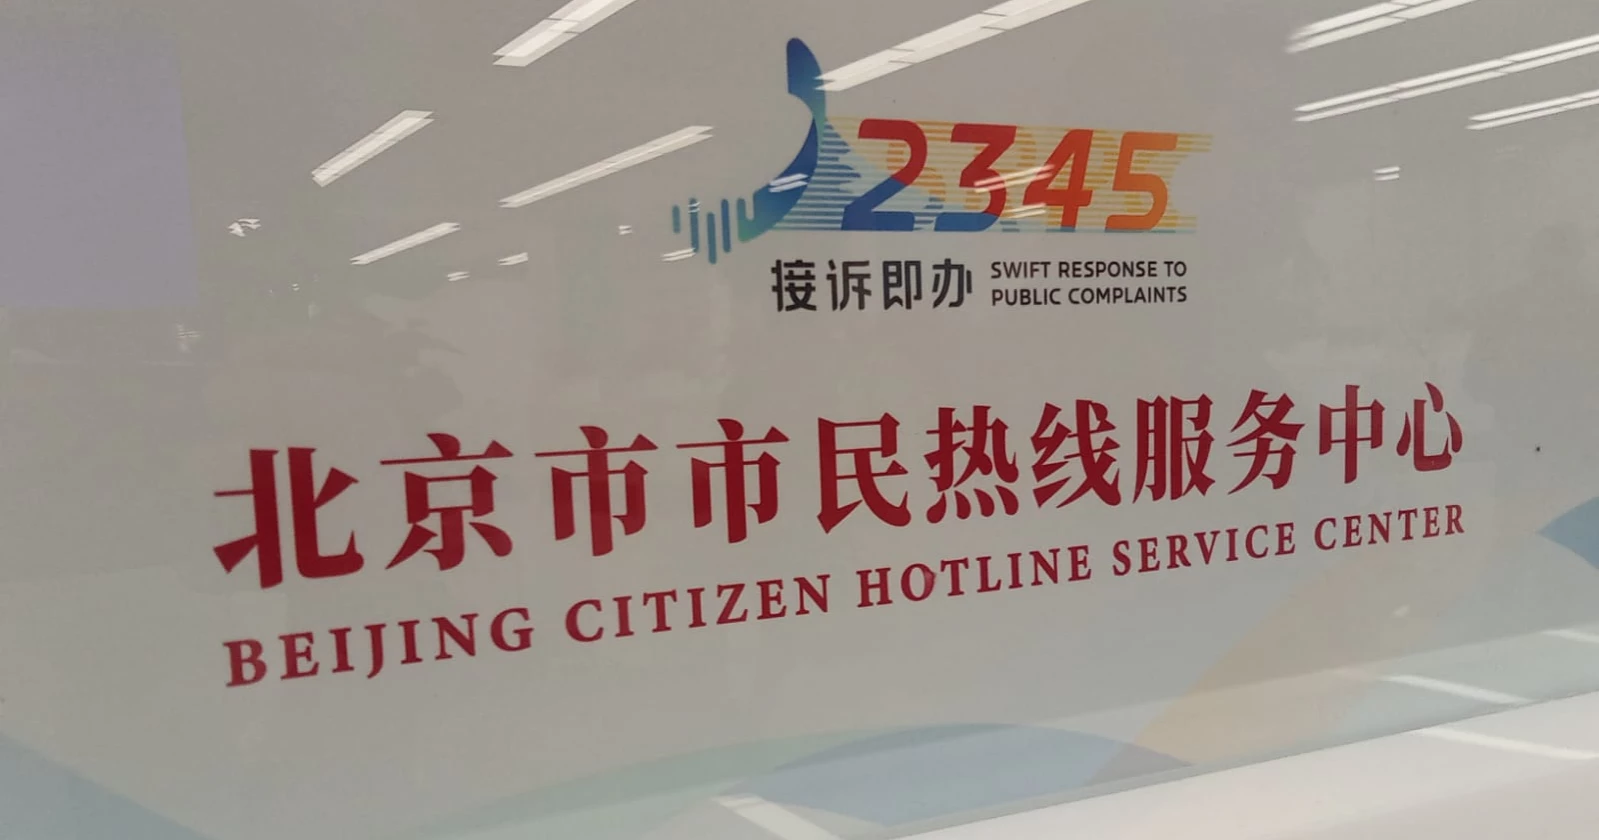 12345
接诉即办
SWIFT RESPONSE TO
PUBLIC COMPLAINTS
北京市市民热线服务中心
BEIJING CITIZEN HOTLINE SERVICE CENTER